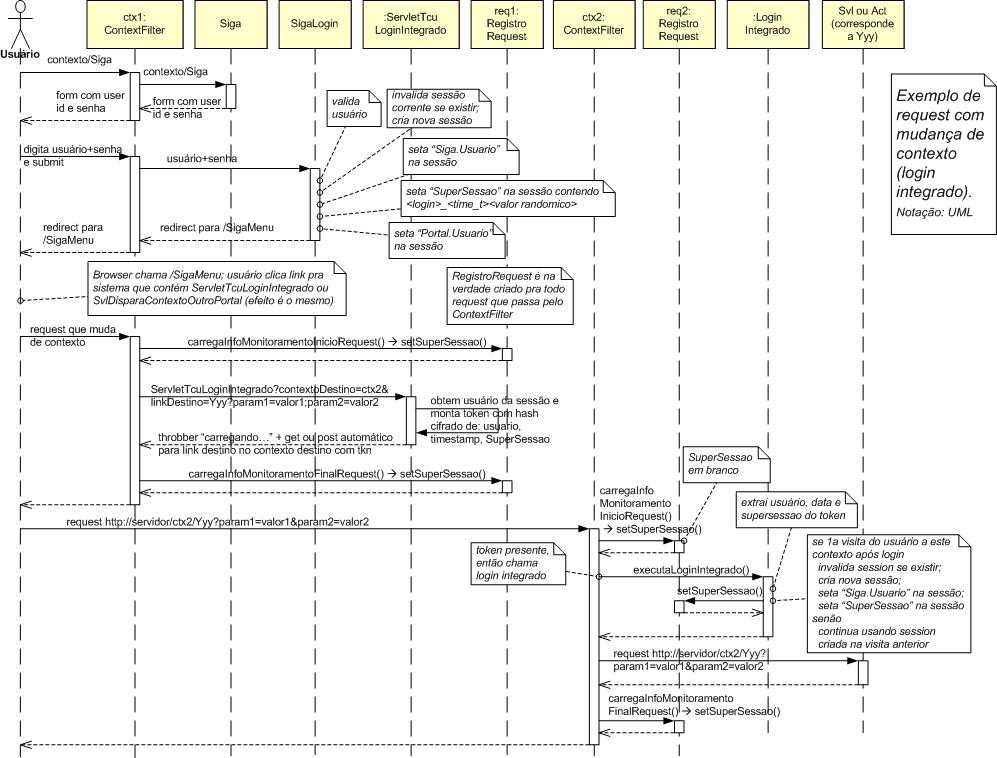 Usuário
ctx1:
ContextFilter
Siga
SigaLogin
:ServletTcu
LoginIntegrado
req1:
Registro
Request
ctx2:
ContextFilter
req2:
Registro
Request
:Login
Integrado
Svl ou Act
(corresponde
a Yyy)
contexto/Siga
contexto/Siga
form com user
id e senha
form com user
id e senha
valida
usuário
invalida sessão
corrente se existir;
cria nova sessão
Exemplo de
request com
mudança de
contexto
(login
integrado).
Notação: UML
digita usuário+senha
e submit
usuário+senha
seta “Siga.Usuario”
na sessão
seta “SuperSessao” na sessão contendo
<login>_<time_t><valor randomico>
redirect para
/SigaMenu
redirect para /SigaMenu
seta “Portal.Usuario”
na sessão
Browser chama /SigaMenu; usuário clica link pra
sistema que contém ServletTcuLoginIntegrado ou
SvlDisparaContextoOutroPortal (efeito é o mesmo)
RegistroRequest é na
verdade criado pra todo
request que passa pelo
ContextFilter
request que muda
de contexto
carregaInfoMonitoramentoInicioRequest() → setSuperSessao()
ServletTcuLoginIntegrado?contextoDestino=ctx2&
linkDestino=Yyy?param1=valor1;param2=valor2
obtem usuário da sessão e
monta token com hash
cifrado de: usuario,
timestamp, SuperSessao
throbber “carregando…” + get ou post automático
para link destino no contexto destino com tkn
carregaInfoMonitoramentoFinalRequest() → setSuperSessao()
SuperSessao
em branco
carregaInfo
Monitoramento
InicioRequest()
→ setSuperSessao()
extrai usuário, data e
supersessao do token
request http://servidor/ctx2/Yyy?param1=valor1&param2=valor2
token presente,
então chama
login integrado
executaLoginIntegrado()
setSuperSessao()
se 1a visita do usuário a este
contexto após login
invalida session se existir;
cria nova sessão;
seta “Siga.Usuario” na sessão;
seta “SuperSessao” na sessão
senão
continua usando session
criada na visita anterior
request http://servidor/ctx2/Yyy?
param1=valor1&param2=valor2
carregaInfoMonitoramento
FinalRequest() → setSuperSessao()